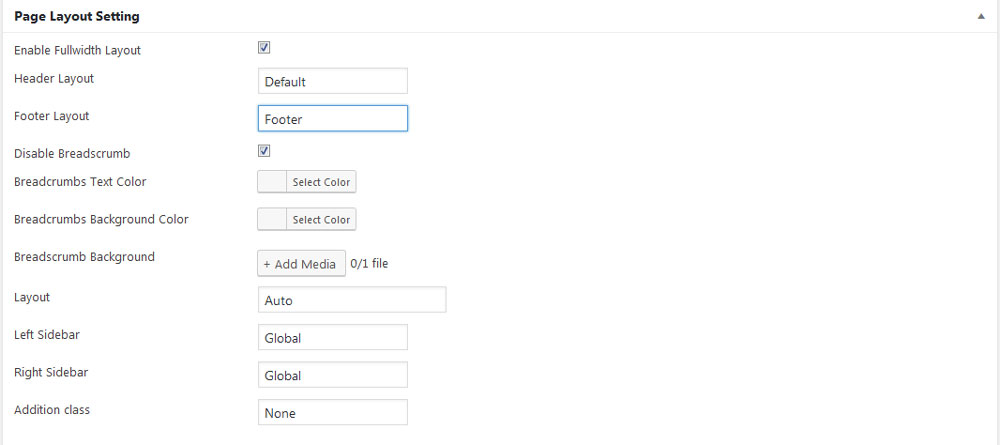 Page Layout Setting
Enable Fullwidth Layout
Header Layout Default
Footer Layout Footer
Disable Breadscrumb
Breadcrumbs Text Color Select Color
Breadcrumbs Background Color Select Color
Breadscrumb Background + Add Media 0/1 file
Layout Auto
Left Sidebar Global
Right Sidebar Global
Addition class None